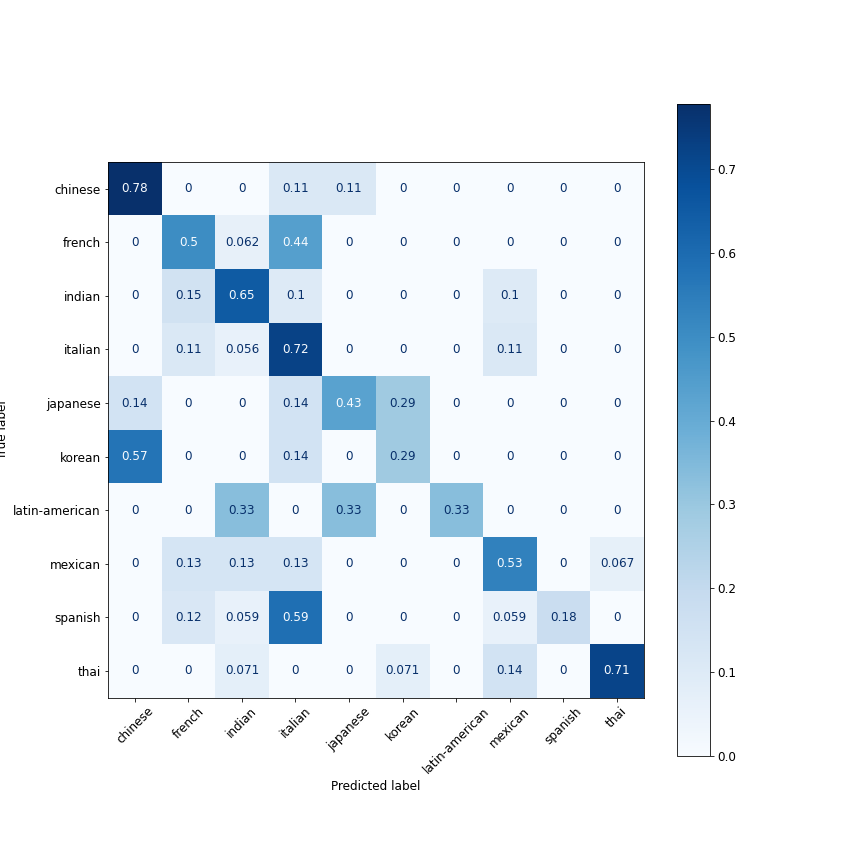 chinese 0.78 0 0 0.11 0.11 0 0 0 0 0
french 0 0.5 0.062 0.44 0 0 0 0 0 0
indian 0 0.15 0.65 0.1 0 0 0 0.1 0 0
italian 0 0.11 0.056 0.72 0 0 0 0.11 0 0
japanese 0.14 0 0 0.14 0.43 0.29 0 0 0 0
korean 0.57 0 0 0.14 0 0.29 0 0 0 0
latin-american 0 0 0.33 0 0.33 0 0.33 0 0 0
mexican 0 0.13 0.13 0.13 0 0 0 0.53 0 0.067
spanish 0 0.12 0.059 0.59 0 0 0 0.059 0.18 0
thai 0 0 0.071 0 0 0.071 0 0.14 0 0.71
chinese french indian italian japanese korean latin-american mexican spanish thai
Predicted label
label
0.7
0.6
0.5
0.4
0.3
0.2
0.1
0.0